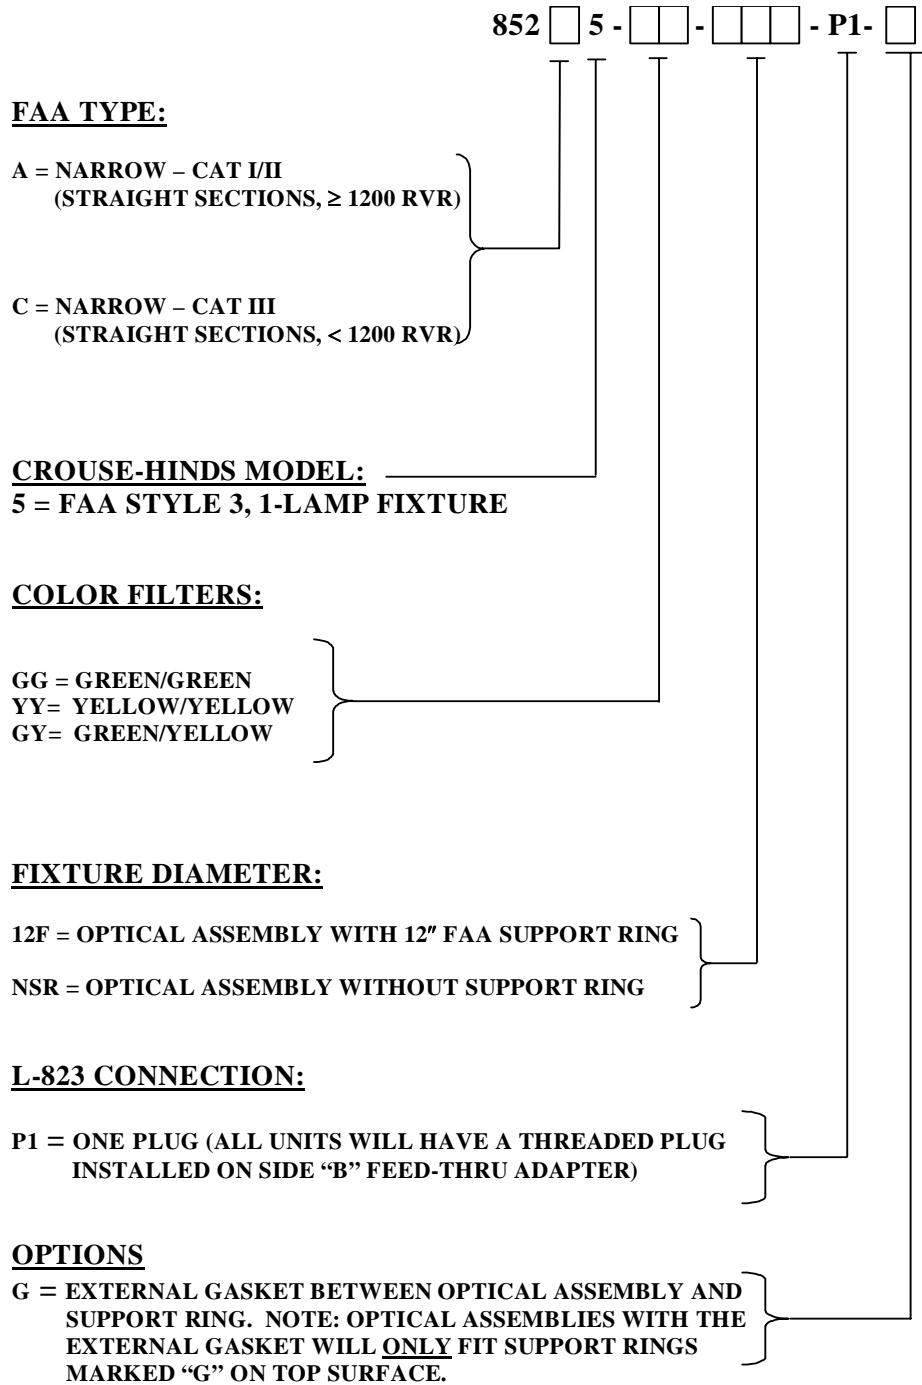 852 □ 5 - □□ - □□□ - P1- □
FAA TYPE:
A = NARROW – CAT I/II
(STRAIGHT SECTIONS, ≥ 1200 RVR)
C = NARROW – CAT III
(STRAIGHT SECTIONS, < 1200 RVR)
CROUSE-HINDS MODEL:
5 = FAA STYLE 3, 1-LAMP FIXTURE
COLOR FILTERS:
GG = GREEN/GREEN
YY= YELLOW/YELLOW
GY= GREEN/YELLOW
FIXTURE DIAMETER:
12F = OPTICAL ASSEMBLY WITH 12″ FAA SUPPORT RING
NSR = OPTICAL ASSEMBLY WITHOUT SUPPORT RING
L-823 CONNECTION:
P1 = ONE PLUG (ALL UNITS WILL HAVE A THREADED PLUG
INSTALLED ON SIDE “B” FEED-THRU ADAPTER)
OPTIONS
G = EXTERNAL GASKET BETWEEN OPTICAL ASSEMBLY AND
SUPPORT RING. NOTE: OPTICAL ASSEMBLIES WITH THE
EXTERNAL GASKET WILL ONLY FIT SUPPORT RINGS
MARKED “G” ON TOP SURFACE.